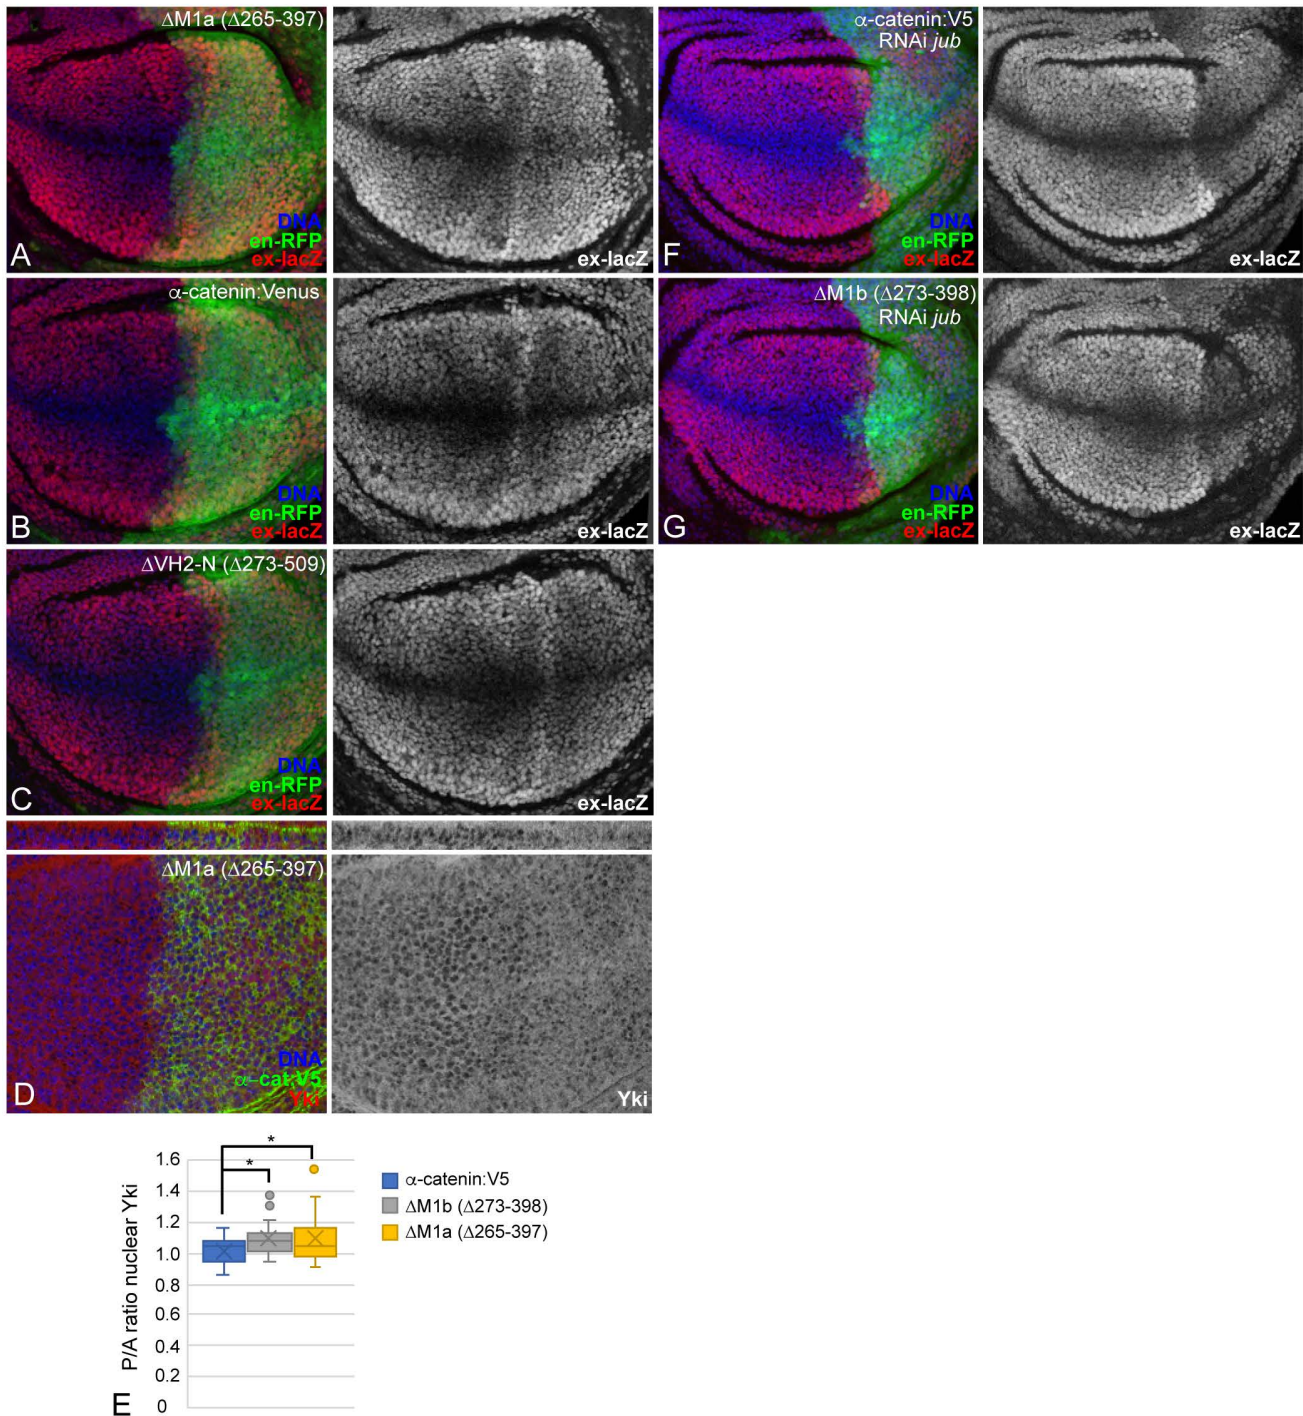 ΔM1a (Δ265-397)
DNA
en-RFP
ex-lacZ
A
ex-lacZ
α-catenin:Venus
DNA
en-RFP
ex-lacZ
B
ex-lacZ
ΔVH2-N (Δ273-509)
DNA
en-RFP
ex-lacZ
C
ex-lacZ
ΔM1a (Δ265-397)
DNA
α-cat:V5
Yki
D
Yki
P/A ratio nuclear Yki
1.6
1.4
1.2
1.0
0.8
0.6
0.4
0.2
0
*
*
α-catenin:V5
ΔM1b (Δ273-398)
ΔM1a (Δ265-397)
E
α-catenin:V5
RNAi jub
DNA
en-RFP
ex-lacZ
F
ex-lacZ
ΔM1b (Δ273-398)
RNAi jub
DNA
en-RFP
ex-lacZ
G
ex-lacZ